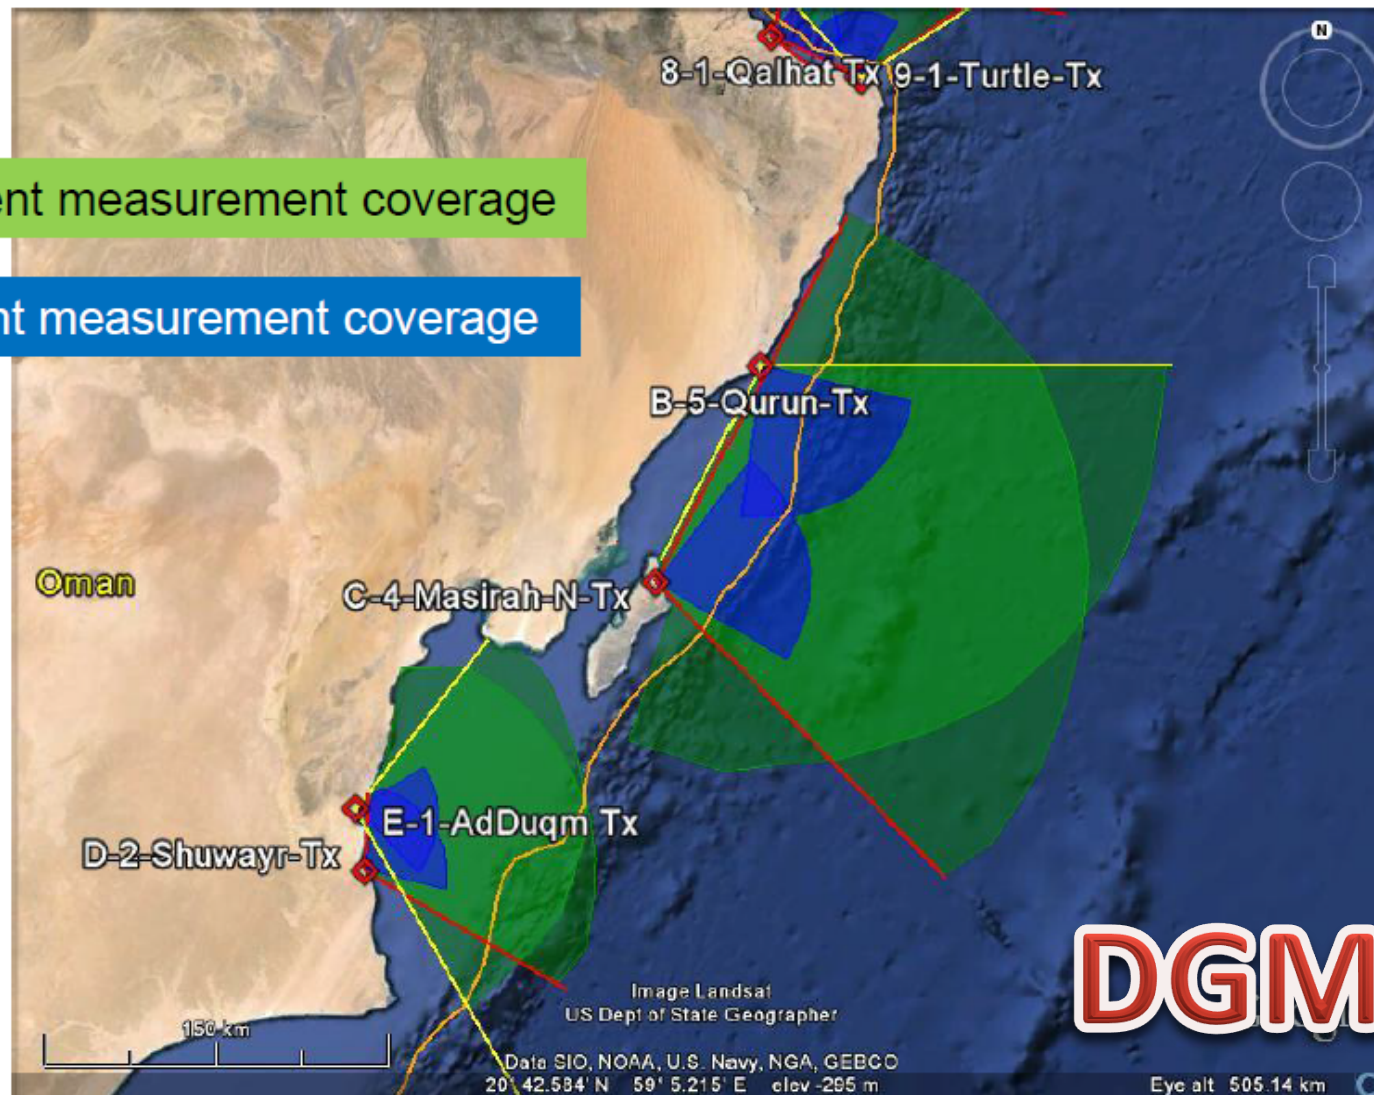 8-1-Qalhat Tx 9-1-Turtle-Tx
ent measurement coverage
nt measurement coverage
B-5-Qurun-Tx
Oman
C-4-Masirah-N-Tx
E-1-AdDuqm Tx
D-2-Shuwayr-Tx
DGM
Image Landsat
US Dept of State Geographer
150 km
Data SIO, NOAA, U.S. Navy, NGA, GEBCO
20°42.584' N 59° 5.215' E elev -295 m
Eye alt 505.14 km
N